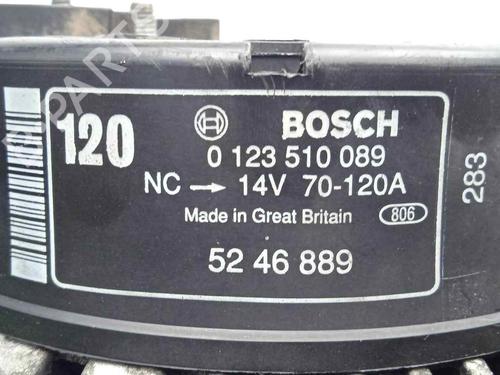 120
BOSCH
0 123 510 089
NC → 14V 70-120A
Made in Great Britain 806
52 46 889
283